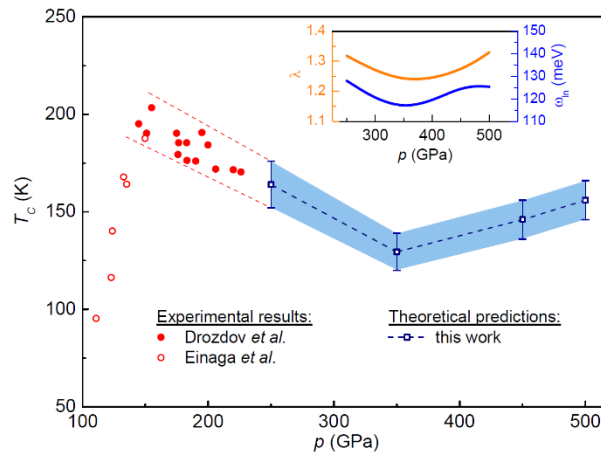 250
200
150
100
50
T_C (K)
100
200
300
400
500
p (GPa)
1.4
1.3
1.2
1.1
λ
150
140
130
120
110
ω_ln (meV)
300
400
500
p (GPa)
Experimental results:
Drozdov et al.
Einaga et al.
Theoretical predictions:
this work